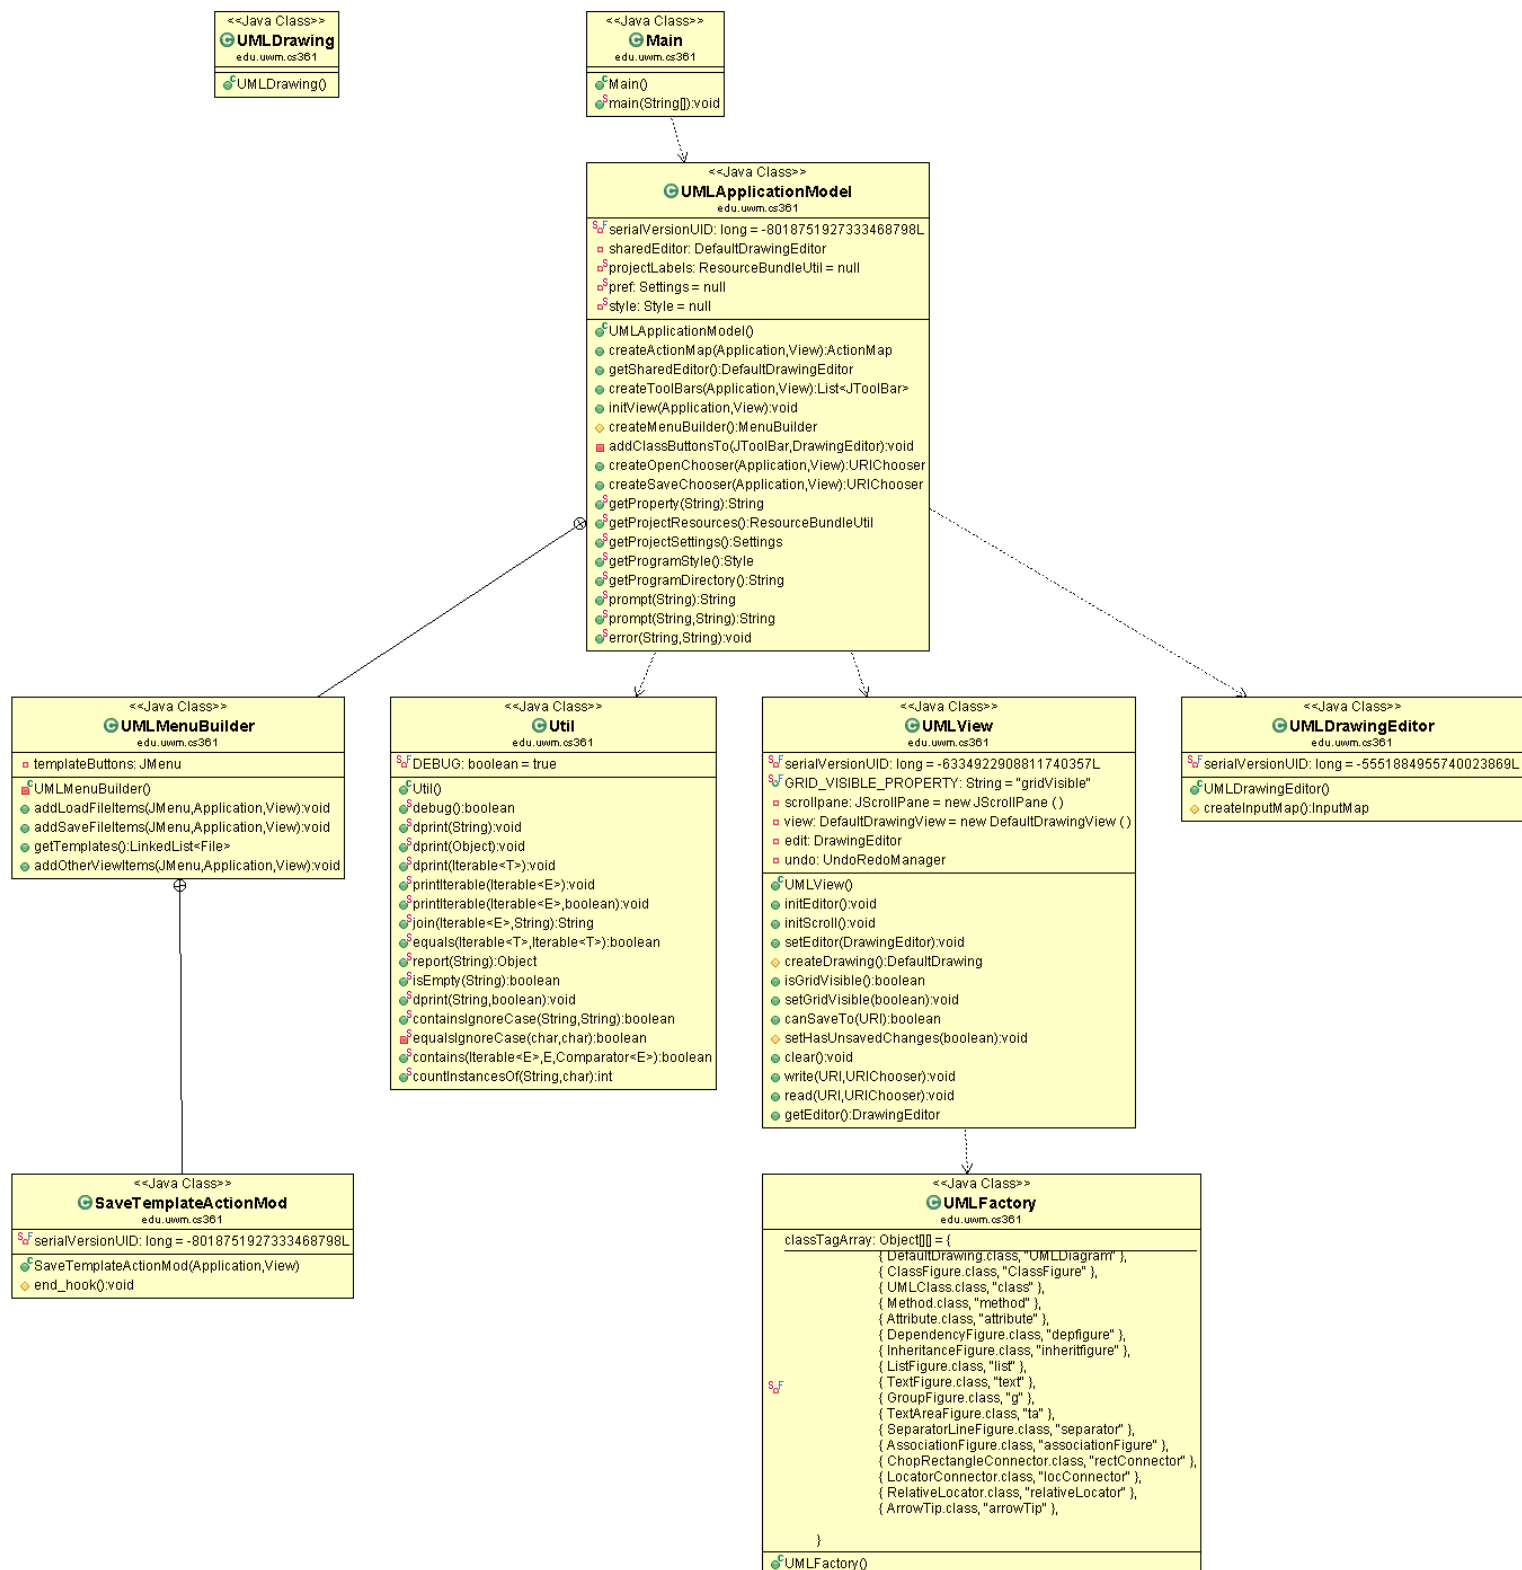 <<Java Class>>
UMLDrawing
edu.uwm.cs361
UMLDrawing()
<<Java Class>>
Main
edu.uwm.cs361
Main()
main(String[]):void
<<Java Class>>
UMLApplicationModel
edu.uwm.cs361
serialVersionUID: long = -8018751927333468798L
sharedEditor: DefaultDrawingEditor
projectLabels: ResourceBundleUtil = null
pref: Settings = null
style: Style = null
UMLApplicationModel()
createActionMap(Application,View):ActionMap
getSharedEditor():DefaultDrawingEditor
createToolBars(Application,View):List<JToolBar>
initView(Application,View):void
createMenuBuilder():MenuBuilder
addClassButtonsTo(JToolBar,DrawingEditor):void
createOpenChooser(Application,View):URIChooser
createSaveChooser(Application,View):URIChooser
getProperty(String):String
getProjectResources():ResourceBundleUtil
getProjectSettings():Settings
getProgramStyle():Style
getProgramDirectory():String
prompt(String):String
prompt(String,String):String
error(String,String):void
<<Java Class>>
UMLMenuBuilder
edu.uwm.cs361
templateButtons: JMenu
UMLMenuBuilder()
addLoadFileItems(JMenu,Application,View):void
addSaveFileItems(JMenu,Application,View):void
getTemplates():LinkedList<File>
addOtherViewItems(JMenu,Application,View):void
<<Java Class>>
Util
edu.uwm.cs361
DEBUG: boolean = true
Util()
debug():boolean
dprint(String):void
dprint(Object):void
dprint(Iterable<T>):void
printIterable(Iterable<E>):void
printIterable(Iterable<E>,boolean):void
join(Iterable<E>,String):String
equals(Iterable<T>,Iterable<T>):boolean
report(String):Object
isEmpty(String):boolean
dprint(String,boolean):void
containsIgnoreCase(String,String):boolean
equalsIgnoreCase(char,char):boolean
contains(Iterable<E>,E,Comparator<E>):boolean
countInstancesOf(String,char):int
<<Java Class>>
UMLView
edu.uwm.cs361
serialVersionUID: long = -6334922908811740357L
GRID_VISIBLE_PROPERTY: String = "gridVisible"
scrollpane: JScrollPane = new JScrollPane ( )
view: DefaultDrawingView = new DefaultDrawingView ( )
edit: DrawingEditor
undo: UndoRedoManager
UMLView()
initEditor():void
initScroll():void
setEditor(DrawingEditor):void
createDrawing():DefaultDrawing
isGridVisible():boolean
setGridVisible(boolean):void
canSaveTo(URI):boolean
setHasUnsavedChanges(boolean):void
clear():void
write(URI,URIChooser):void
read(URI,URIChooser):void
getEditor():DrawingEditor
<<Java Class>>
UMLDrawingEditor
edu.uwm.cs361
serialVersionUID: long = -5551884955740023869L
UMLDrawingEditor()
createInputMap():InputMap
<<Java Class>>
SaveTemplateActionMod
edu.uwm.cs361
serialVersionUID: long = -8018751927333468798L
SaveTemplateActionMod(Application,View)
end_hook():void
<<Java Class>>
UMLFactory
edu.uwm.cs361
classTagArray: Object[][] = {
{ DefaultDrawing.class, "UMLDiagram" },
{ ClassFigure.class, "ClassFigure" },
{ UMLClass.class, "class" },
{ Method.class, "method" },
{ Attribute.class, "attribute" },
{ DependencyFigure.class, "depfigure" },
{ InheritanceFigure.class, "inheritfigure" },
{ ListFigure.class, "list" },
{ TextFigure.class, "text" },
{ GroupFigure.class, "g" },
{ TextAreaFigure.class, "ta" },
{ SeparatorLineFigure.class, "separator" },
{ AssociationFigure.class, "associationFigure" },
{ ChopRectangleConnector.class, "rectConnector" },
{ LocatorConnector.class, "locConnector" },
{ RelativeLocator.class, "relativeLocator" },
{ ArrowTip.class, "arrowTip" },
}
UMLFactory()